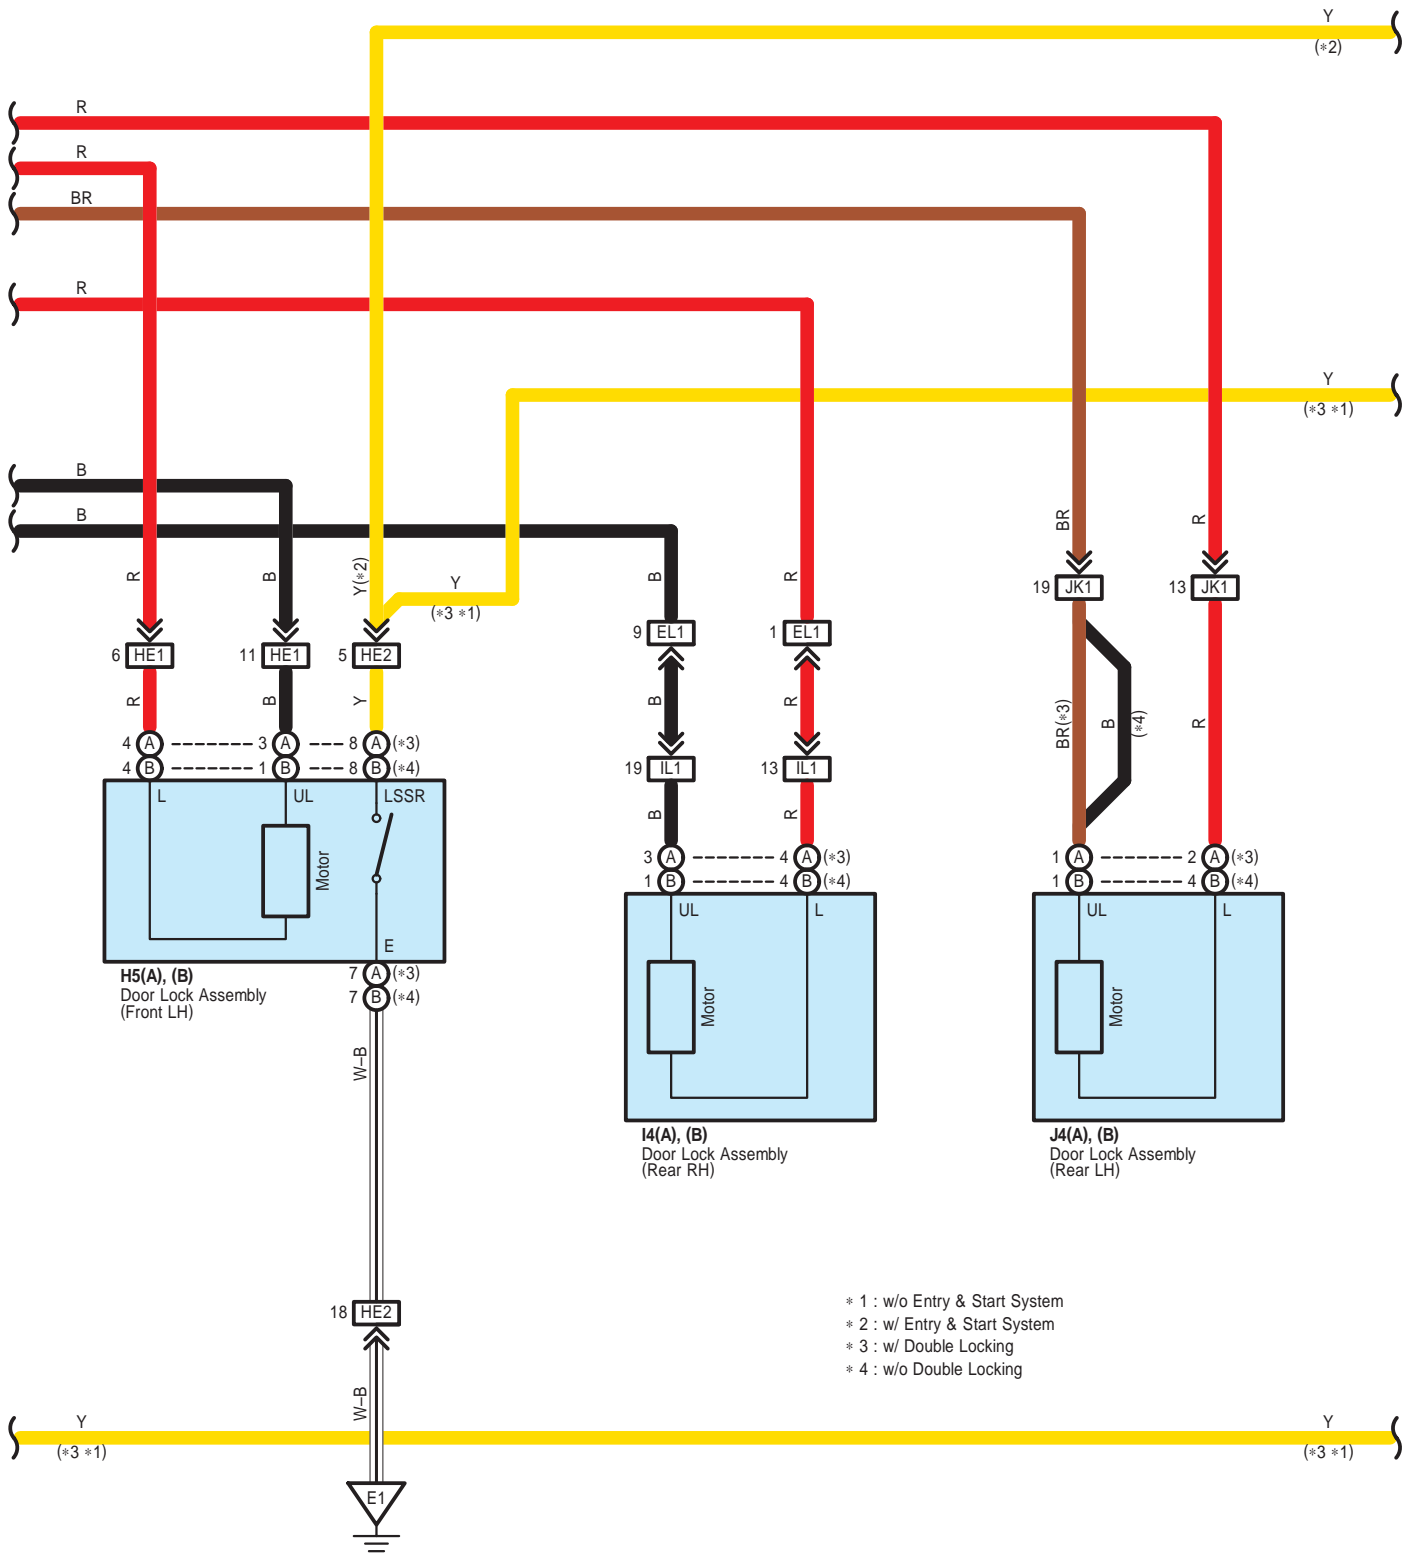 Y
(*2)
R
R
BR
R
Y
(*3 *1)
B
B
R
B
Y(*2)
Y
(*3 *1)
B
R
BR
R
6 HE1
11 HE1
5 HE2
9 EL1
1 EL1
19 JK1
13 JK1
R
B
Y
B
R
BR(*3)
B
(*4)
R
4 A
3 A
8 A (*3)
4 B
1 B
8 B (*4)
19 IL1
13 IL1
L
UL
LSSR
Motor
E
B
R
3 A
4 A (*3)
1 B
4 B (*4)
1 A
2 A (*3)
1 B
4 B (*4)
UL
L
UL
L
7 A (*3)
7 B (*4)
H5(A), (B)
Door Lock Assembly
(Front LH)
Motor
Motor
W–B
I4(A), (B)
Door Lock Assembly
(Rear RH)
J4(A), (B)
Door Lock Assembly
(Rear LH)
18 HE2
* 1 : w/o Entry & Start System
* 2 : w/ Entry & Start System
* 3 : w/ Double Locking
* 4 : w/o Double Locking
W–B
Y
(*3 *1)
Y
(*3 *1)
E1